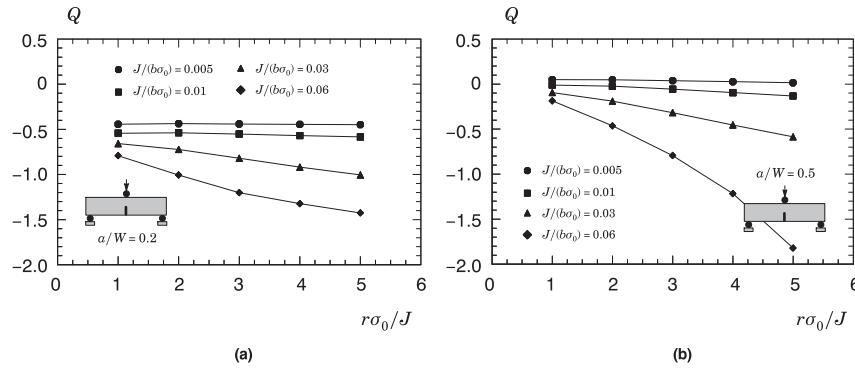 Q
0.5
0
−0.5
−1.0
−1.5
−2.0
J/(bσ₀) = 0.005
J/(bσ₀) = 0.01
J/(bσ₀) = 0.03
J/(bσ₀) = 0.06
a/W = 0.2
0 1 2 3 4 5 6
rσ₀/J
(a)
Q
0.5
0
−0.5
−1.0
−1.5
−2.0
J/(bσ₀) = 0.005
J/(bσ₀) = 0.01
J/(bσ₀) = 0.03
J/(bσ₀) = 0.06
a/W = 0.5
0 1 2 3 4 5 6
rσ₀/J
(b)